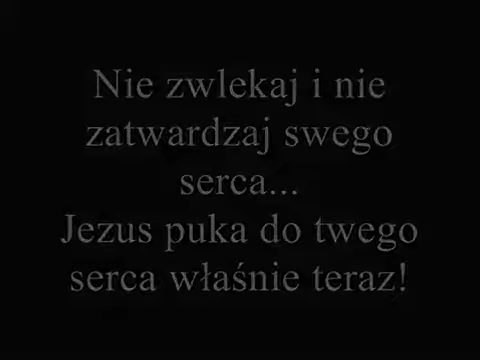 Nie zwlekaj i nie
zatwardzaj swego
serca...
Jezus puka do twego
serca właśnie teraz!